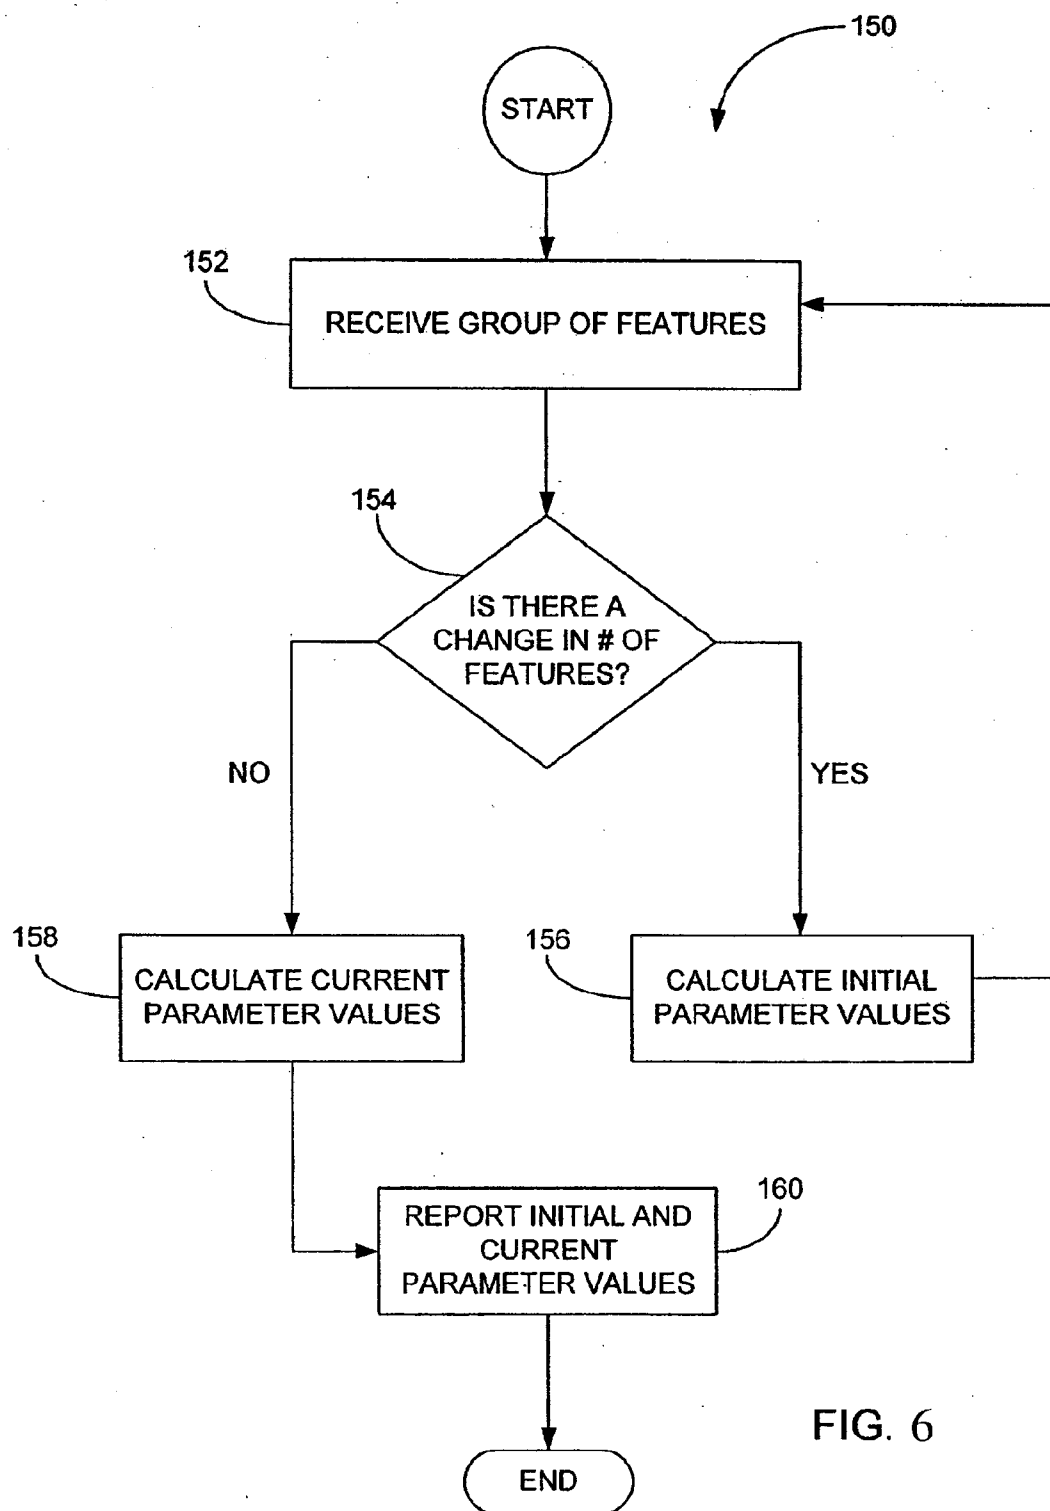 150
START
152
RECEIVE GROUP OF FEATURES
154
IS THERE A
CHANGE IN # OF
FEATURES?
NO
YES
158
CALCULATE CURRENT
PARAMETER VALUES
156
CALCULATE INITIAL
PARAMETER VALUES
160
REPORT INITIAL AND
CURRENT
PARAMETER VALUES
FIG. 6
END